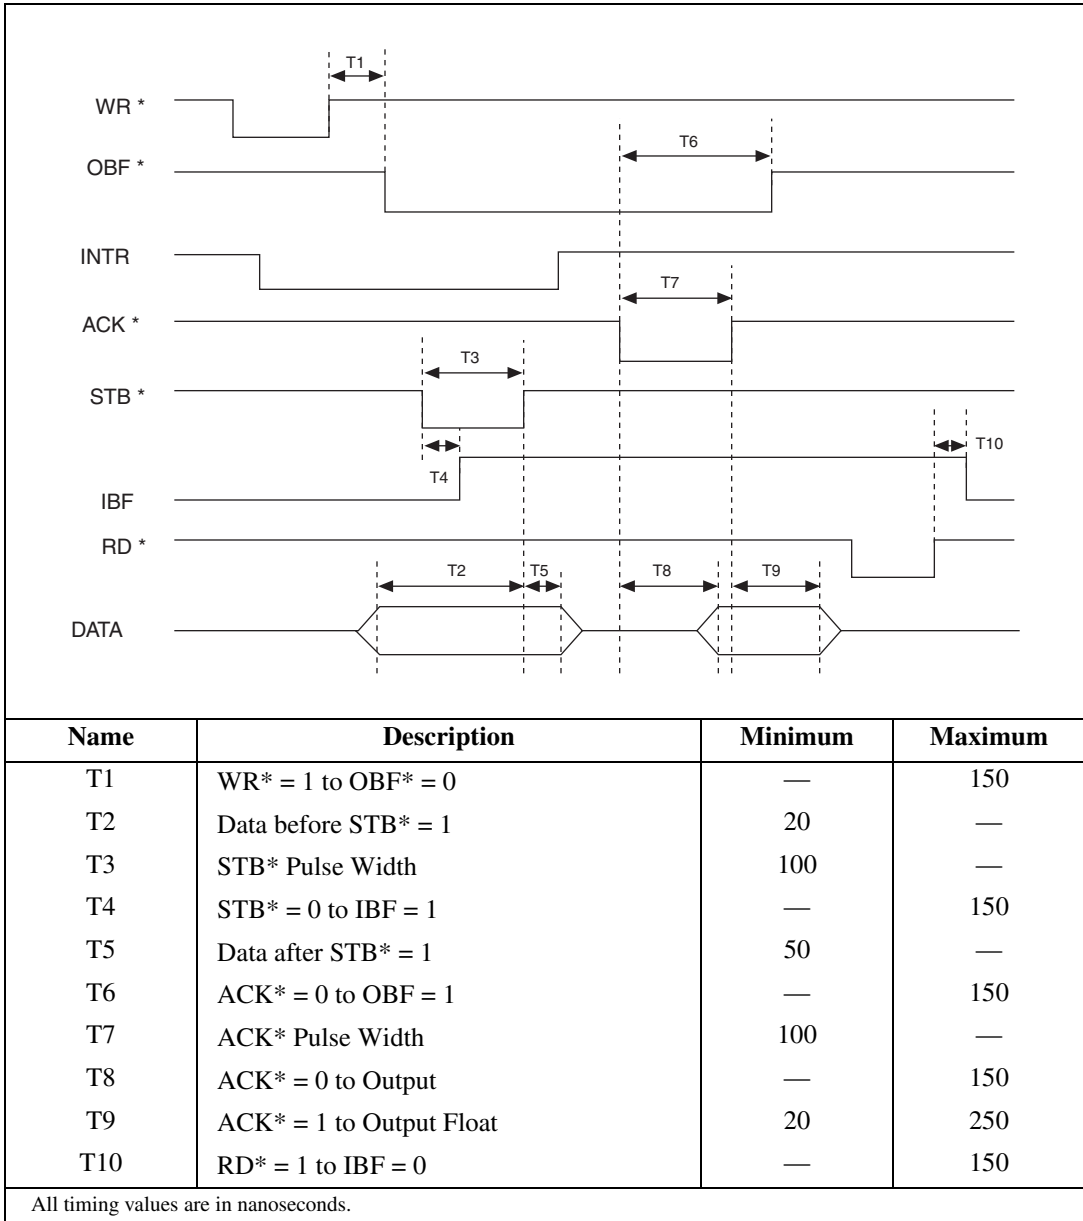 T1
WR *
T6
OBF *
INTR
T7
ACK *
T3
STB *
T10
T4
IBF
RD *
T2 T5 T8 T9
DATA
Name Description Minimum Maximum
T1 WR* = 1 to OBF* = 0 — 150
T2 Data before STB* = 1 20 —
T3 STB* Pulse Width 100 —
T4 STB* = 0 to IBF = 1 — 150
T5 Data after STB* = 1 50 —
T6 ACK* = 0 to OBF = 1 — 150
T7 ACK* Pulse Width 100 —
T8 ACK* = 0 to Output — 150
T9 ACK* = 1 to Output Float 20 250
T10 RD* = 1 to IBF = 0 — 150
All timing values are in nanoseconds.